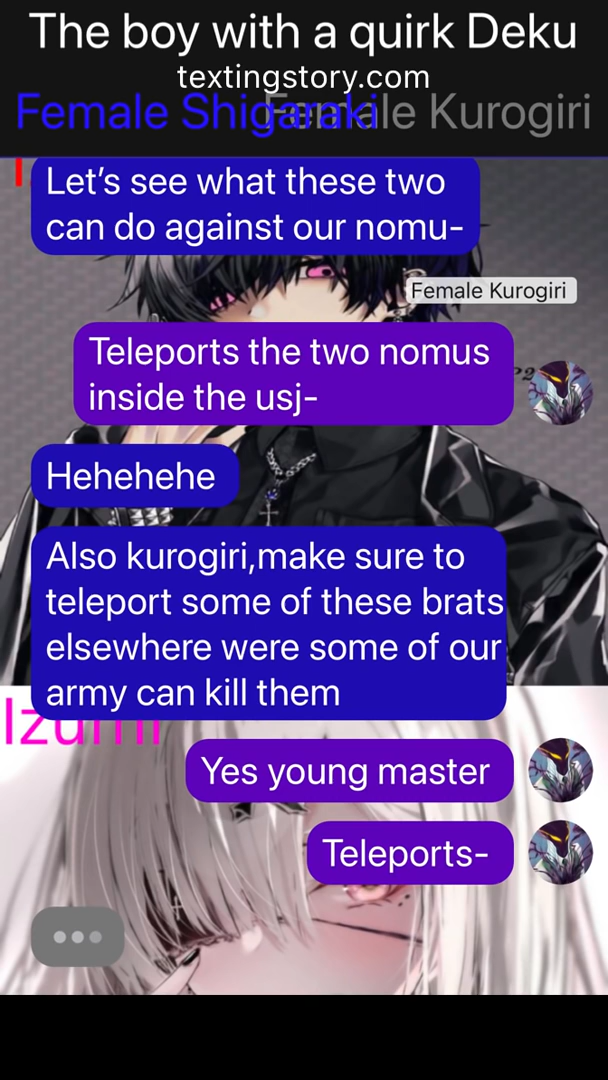 The boy with a quirk Deku
textingstory.com
Female Shigaraki
Female Kurogiri
Let’s see what these two
can do against our nomu-
Female Kurogiri
Teleports the two nomus
inside the usj-
Hehehehe
Also kurogiri,make sure to
teleport some of these brats
elsewhere were some of our
army can kill them
Izumi
Yes young master
Teleports-